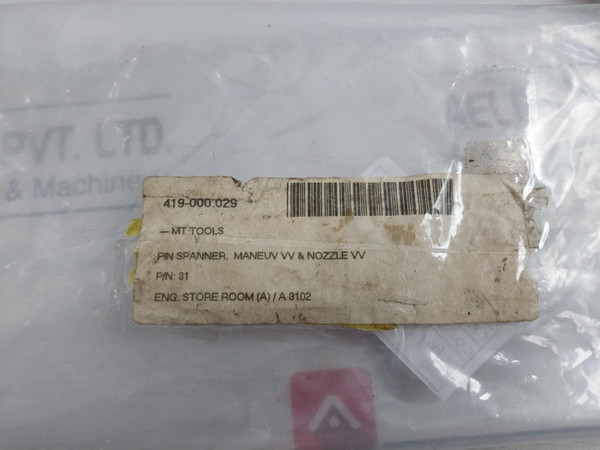 PVT. LTD.
& Machine
419-000.029
— MT TOOLS
PIN SPANNER, MANEUV VV & NOZZLE VV
P/N: 31
ENG. STORE ROOM (A) / A 3102